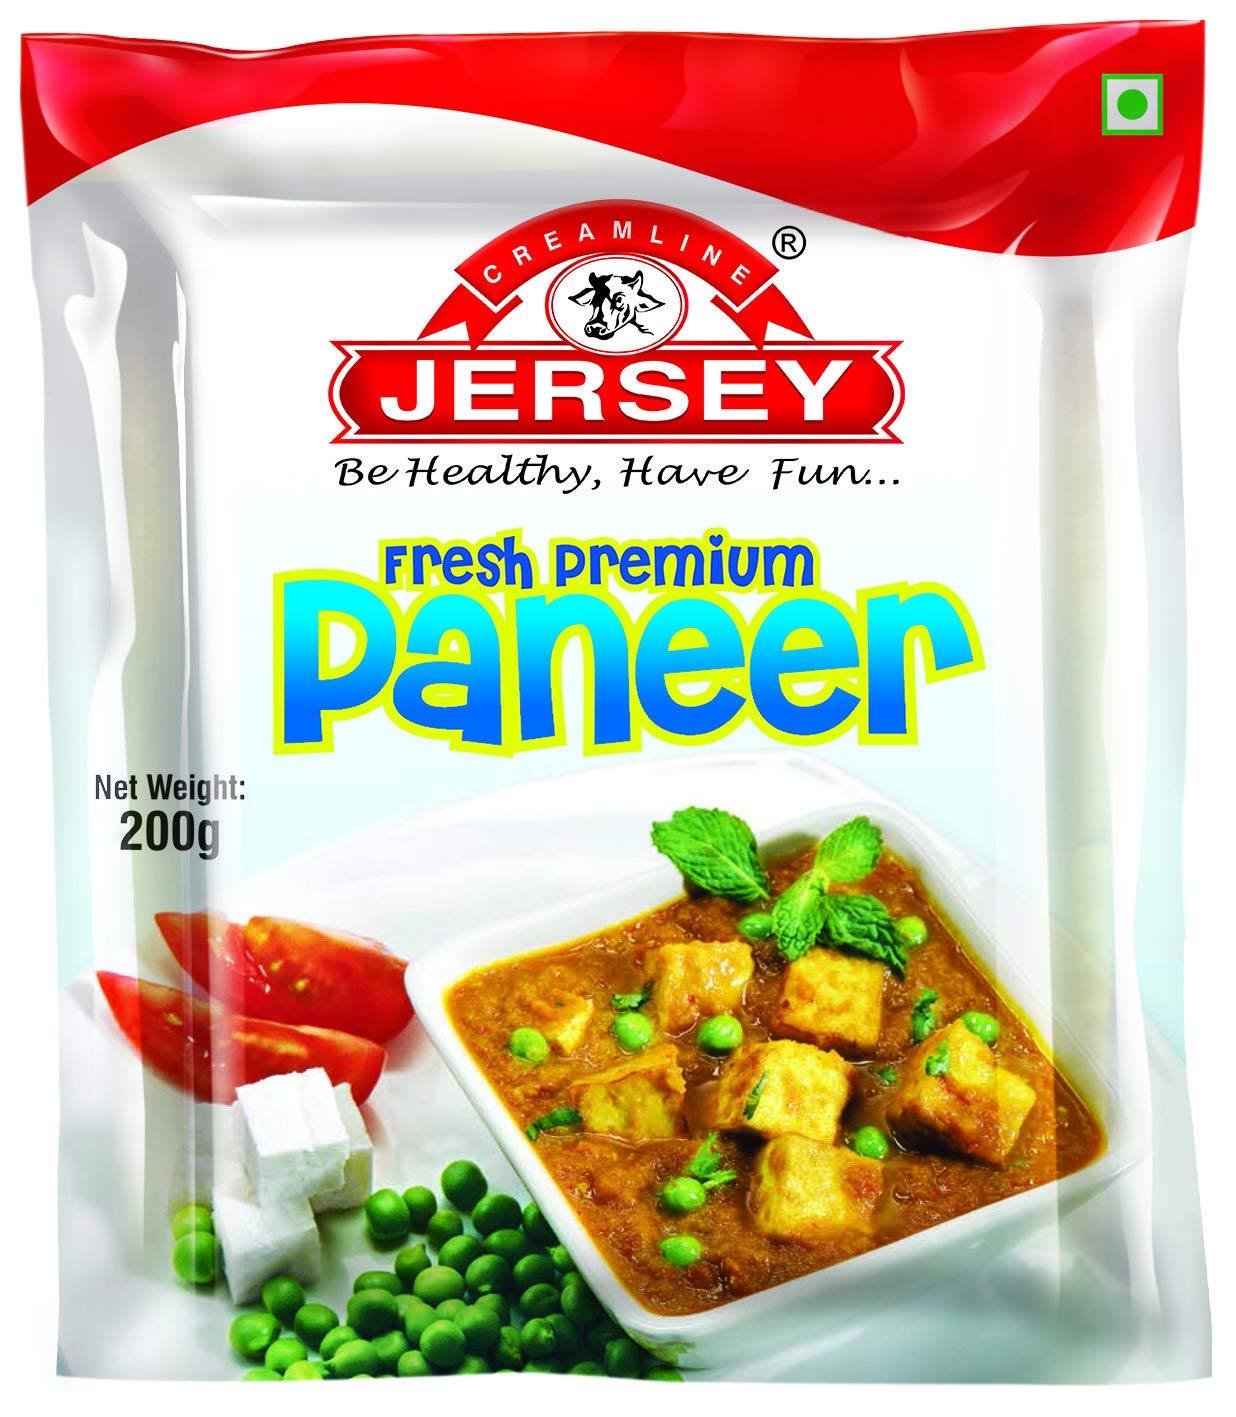 CREAMLINE
®
JERSEY
Be Healthy, Have Fun...
Fresh Premium
Paneer
Net Weight:
200g